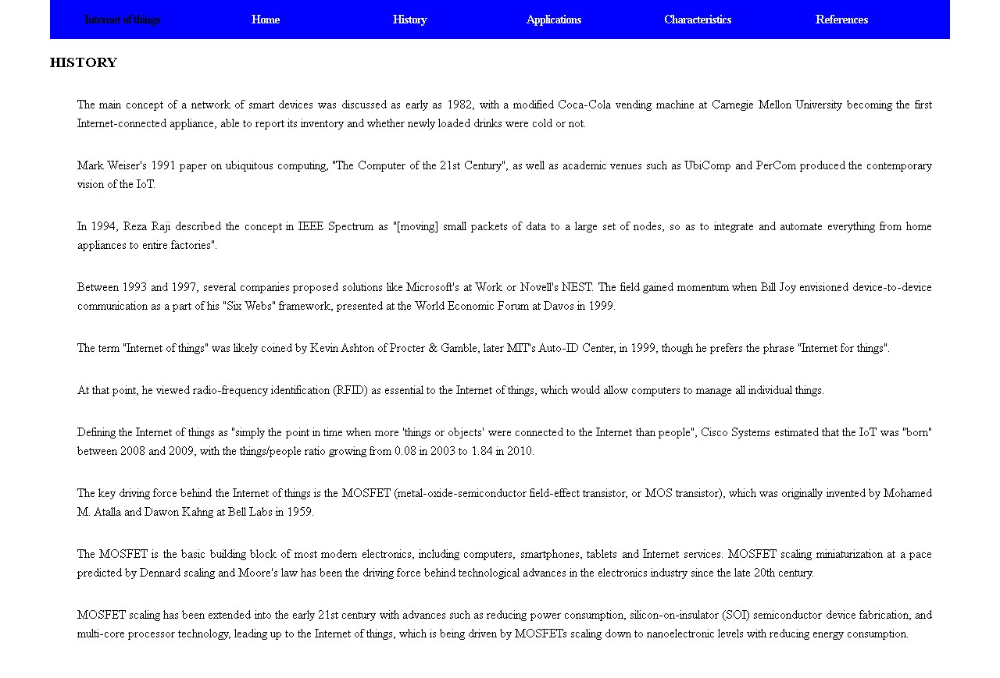 Internet of things Home History Applications Characteristics References
HISTORY
The main concept of a network of smart devices was discussed as early as 1982, with a modified Coca-Cola vending machine at Carnegie Mellon University becoming the first
Internet-connected appliance, able to report its inventory and whether newly loaded drinks were cold or not.
Mark Weiser's 1991 paper on ubiquitous computing, "The Computer of the 21st Century", as well as academic venues such as UbiComp and PerCom produced the contemporary
vision of the IoT.
In 1994, Reza Raji described the concept in IEEE Spectrum as "[moving] small packets of data to a large set of nodes, so as to integrate and automate everything from home
appliances to entire factories".
Between 1993 and 1997, several companies proposed solutions like Microsoft's at Work or Novell's NEST. The field gained momentum when Bill Joy envisioned device-to-device
communication as a part of his "Six Webs" framework, presented at the World Economic Forum at Davos in 1999.
The term "Internet of things" was likely coined by Kevin Ashton of Procter & Gamble, later MIT's Auto-ID Center, in 1999, though he prefers the phrase "Internet for things".
At that point, he viewed radio-frequency identification (RFID) as essential to the Internet of things, which would allow computers to manage all individual things.
Defining the Internet of things as "simply the point in time when more 'things or objects' were connected to the Internet than people", Cisco Systems estimated that the IoT was "born"
between 2008 and 2009, with the things/people ratio growing from 0.08 in 2003 to 1.84 in 2010.
The key driving force behind the Internet of things is the MOSFET (metal-oxide-semiconductor field-effect transistor, or MOS transistor), which was originally invented by Mohamed
M. Atalla and Dawon Kahng at Bell Labs in 1959.
The MOSFET is the basic building block of most modern electronics, including computers, smartphones, tablets and Internet services. MOSFET scaling miniaturization at a pace
predicted by Dennard scaling and Moore's law has been the driving force behind technological advances in the electronics industry since the late 20th century.
MOSFET scaling has been extended into the early 21st century with advances such as reducing power consumption, silicon-on-insulator (SOI) semiconductor device fabrication, and
multi-core processor technology, leading up to the Internet of things, which is being driven by MOSFETs scaling down to nanoelectronic levels with reducing energy consumption.